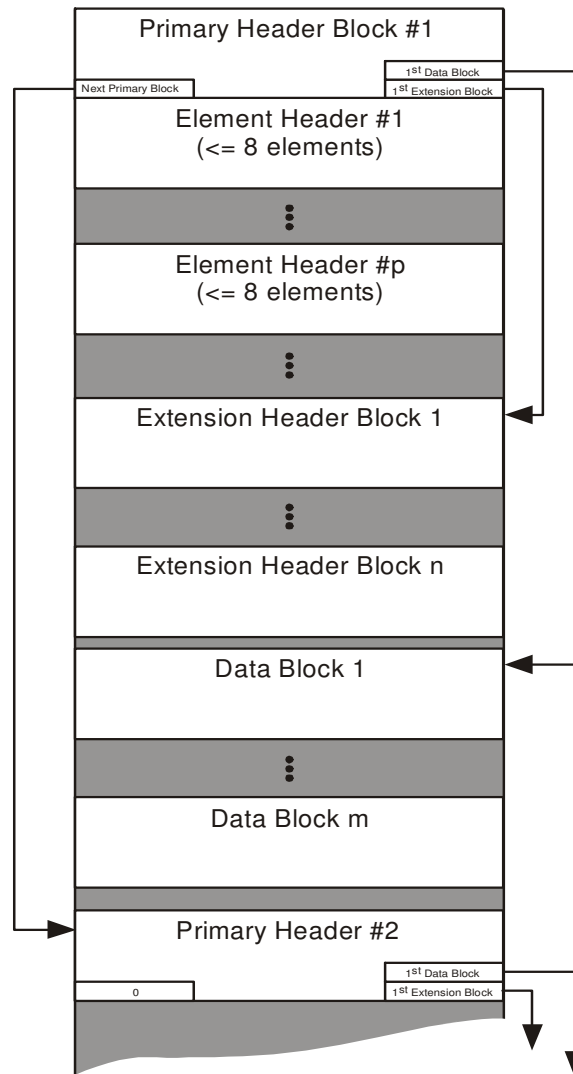 Primary Header Block #1
1st Data Block
Next Primary Block
1st Extension Block
Element Header #1
(<= 8 elements)
Element Header #p
(<= 8 elements)
Extension Header Block 1
Extension Header Block n
Data Block 1
Data Block m
Primary Header #2
1st Data Block
0
1st Extension Block